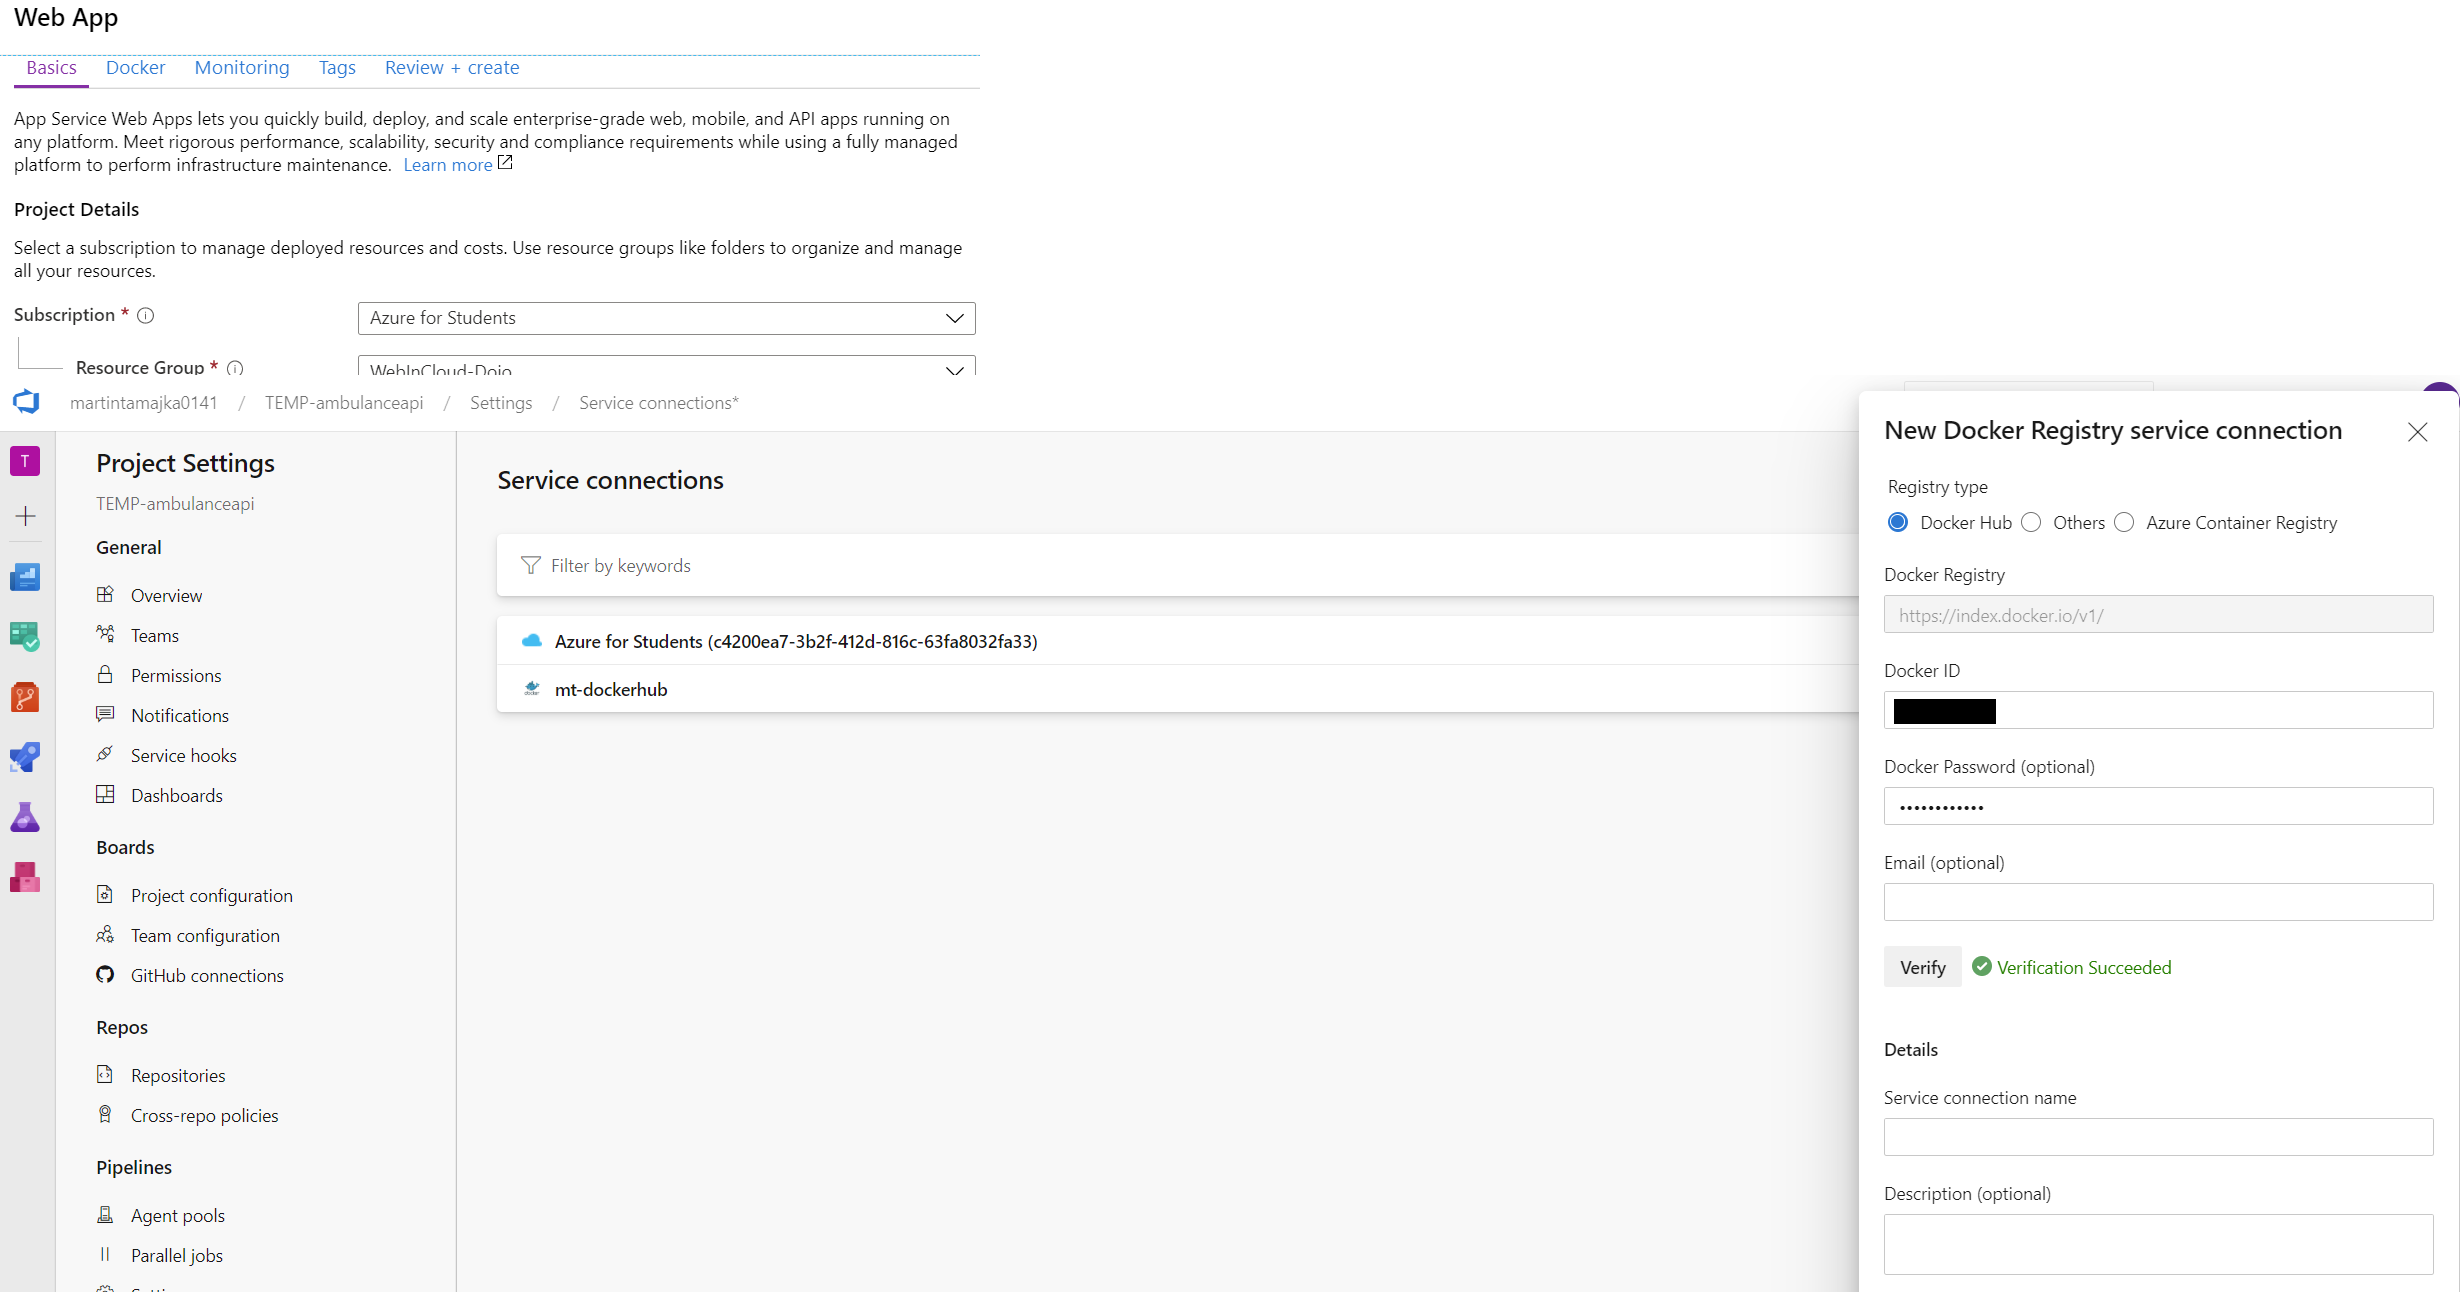 Web App
Basics Docker Monitoring Tags Review + create
App Service Web Apps lets you quickly build, deploy, and scale enterprise-grade web, mobile, and API apps running on
any platform. Meet rigorous performance, scalability, security and compliance requirements while using a fully managed
platform to perform infrastructure maintenance. Learn more
Project Details
Select a subscription to manage deployed resources and costs. Use resource groups like folders to organize and manage
all your resources.
Subscription * Azure for Students
Resource Group * WebInCloud-Dojo
martintamajka0141 / TEMP-ambulanceapi / Settings / Service connections*
T
Project Settings
TEMP-ambulanceapi
General
Overview
Teams
Permissions
Notifications
Service hooks
Dashboards
Boards
Project configuration
Team configuration
GitHub connections
Repos
Repositories
Cross-repo policies
Pipelines
Agent pools
Parallel jobs
Service connections
Filter by keywords
Azure for Students (c4200ea7-3b2f-412d-816c-63fa8032fa33)
mt-dockerhub
New Docker Registry service connection
Registry type
Docker Hub Others Azure Container Registry
Docker Registry
https://index.docker.io/v1/
Docker ID
Docker Password (optional)
••••••••••••
Email (optional)
Verify Verification Succeeded
Details
Service connection name
Description (optional)